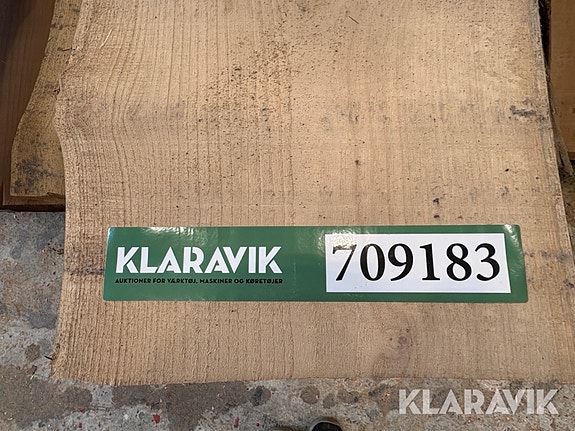 KLARAVIK
AUKTIONER FOR VÆRKTØJ, MASKINER OG KØRETØJER
709183
KLARAVIK